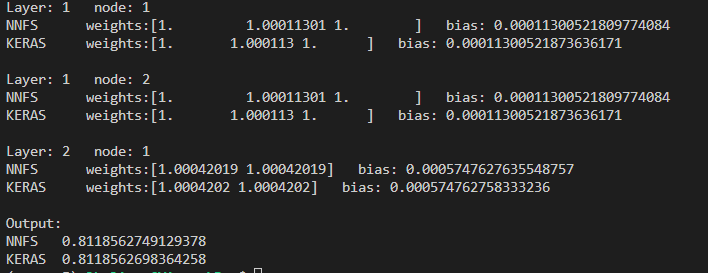 Layer: 1   node: 1
NNFS      weights:[1.         1.00011301 1.        ]   bias: 0.00011300521809774084
KERAS     weights:[1.       1.000113 1.      ]   bias: 0.00011300521873636171
Layer: 1   node: 2
NNFS      weights:[1.         1.00011301 1.        ]   bias: 0.00011300521809774084
KERAS     weights:[1.       1.000113 1.      ]   bias: 0.00011300521873636171
Layer: 2   node: 1
NNFS      weights:[1.00042019 1.00042019]   bias: 0.0005747627635548757
KERAS     weights:[1.0004202 1.0004202]   bias: 0.000574762758333236
Output:
NNFS   0.8118562749129378
KERAS  0.8118562698364258